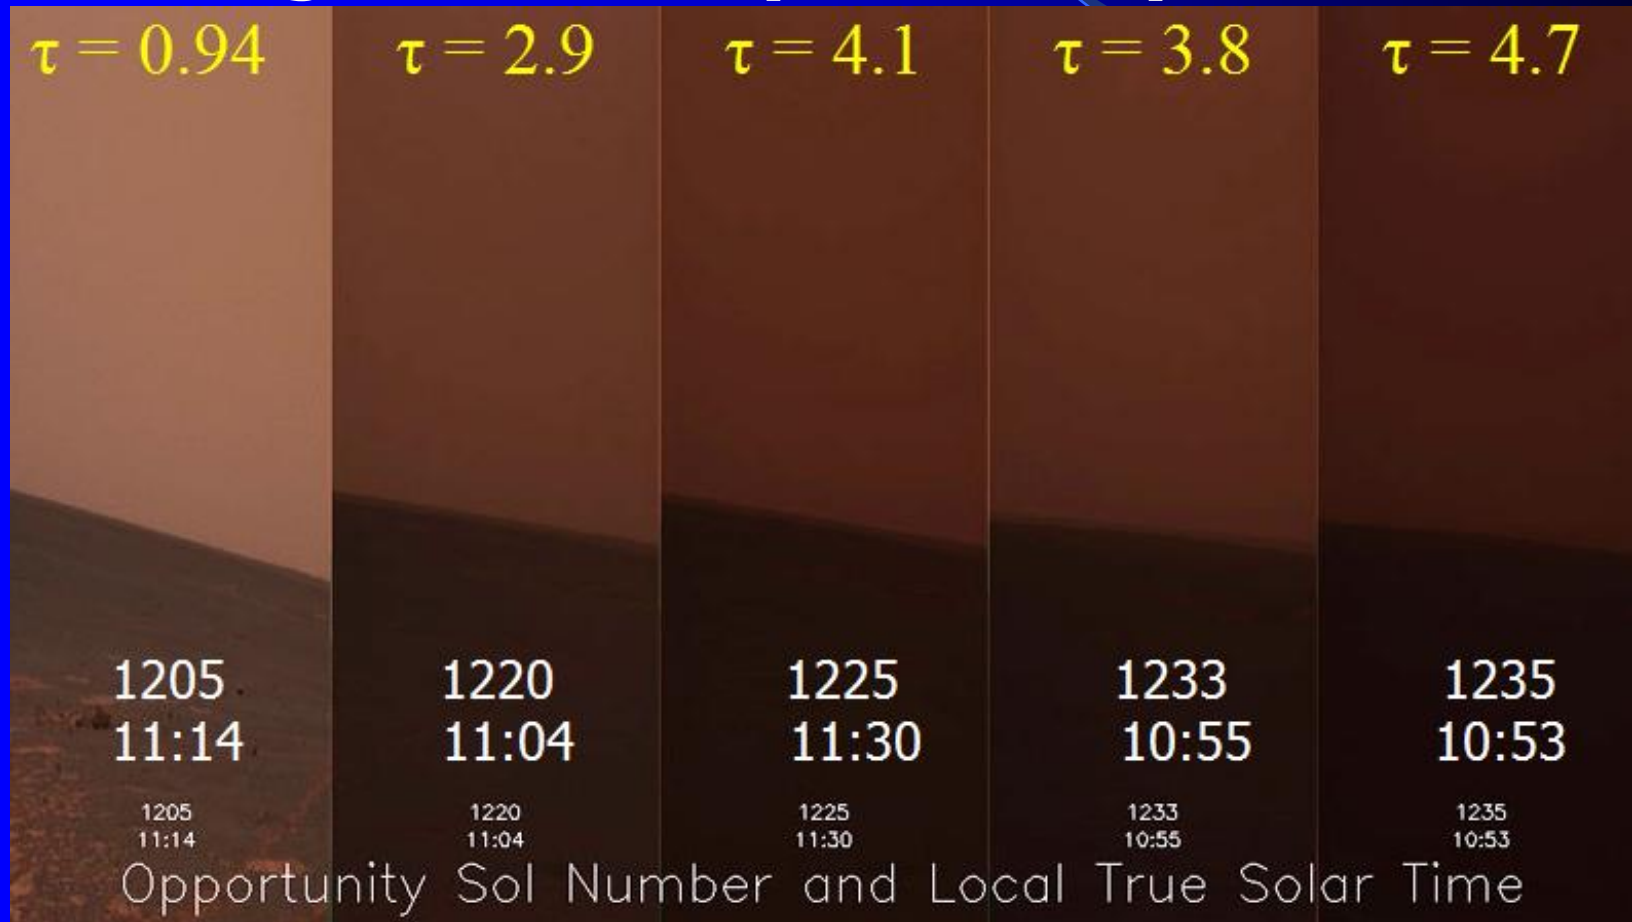 τ = 0.94 τ = 2.9 τ = 4.1 τ = 3.8 τ = 4.7
1205 1220 1225 1233 1235
11:14 11:04 11:30 10:55 10:53
1205 1220 1225 1233 1235
11:14 11:04 11:30 10:55 10:53
Opportunity Sol Number and Local True Solar Time